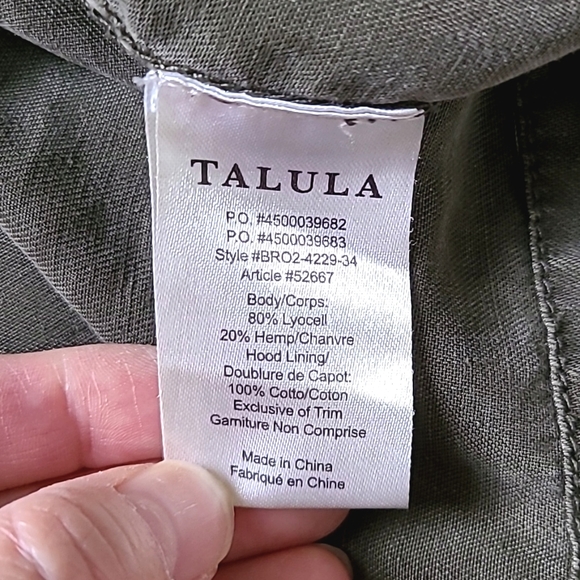 TALULA
P.O. #4500039682
P.O. #4500039683
Style #BRO2-4229-34
Article #52667
Body/Corps:
80% Lyocell
20% Hemp/Chanvre
Hood Lining/
Doublure de Capot:
100% Cotto/Coton
Exclusive of Trim
Garniture Non Comprise
Made in China
Fabriqué en Chine